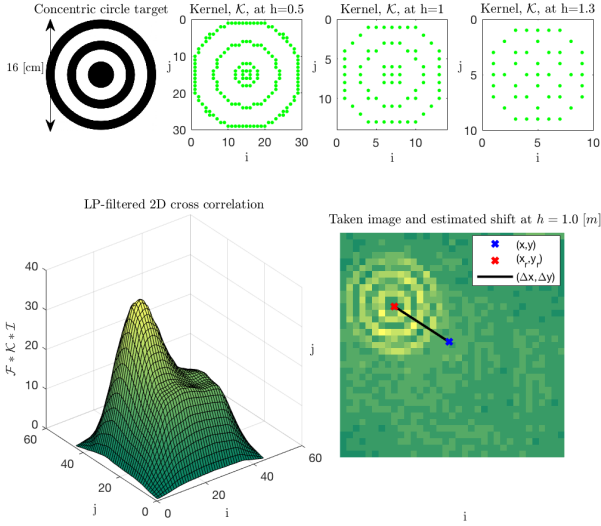 Concentric circle target
16 [cm]
Kernel, 𝒦, at h=0.5
0
10
20
30
0 10 20 30
j
i
Kernel, 𝒦, at h=1
0
5
10
0 5 10
j
i
Kernel, 𝒦, at h=1.3
0
5
10
0 5 10
j
i
LP-filtered 2D cross correlation
40
30
20
10
0
ℱ ∗ 𝒦 ∗ ℐ
60
40
20
0
j
0
20
40
60
i
Taken image and estimated shift at h = 1.0 [m]
(x,y)
(x_r,y_r)
(Δx,Δy)
j
i